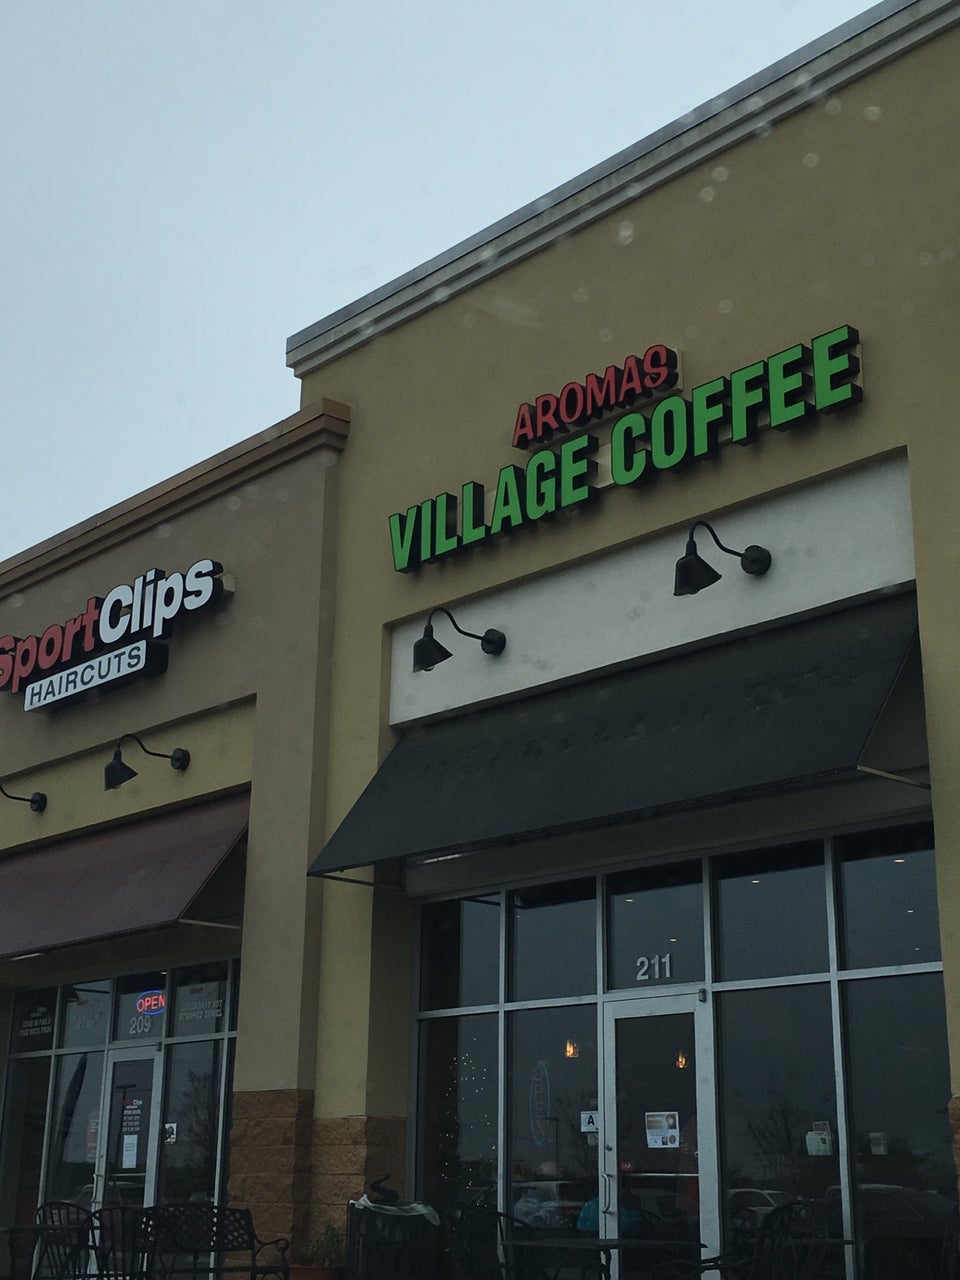 AROMAS
VILLAGE COFFEE
SportClips
HAIRCUTS
211
OPEN
209
A